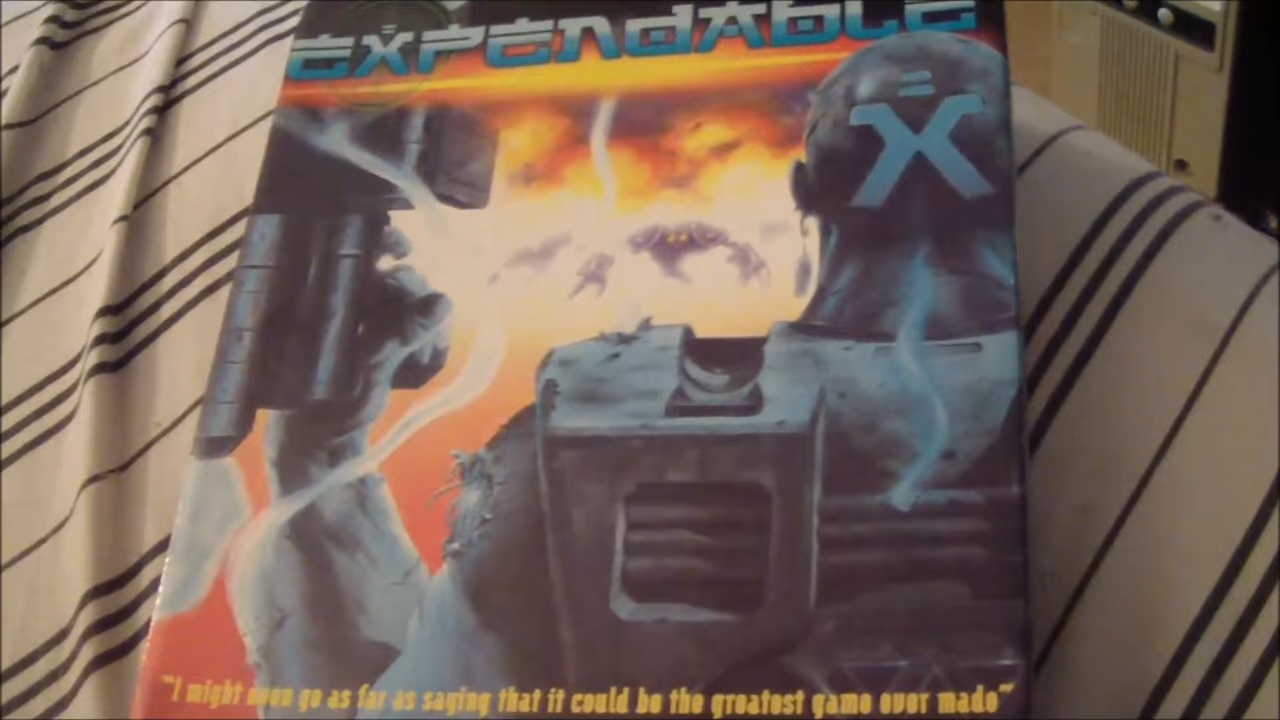 EXPENDABLE
X
"I might even go as far as saying that it could be the greatest game ever made"